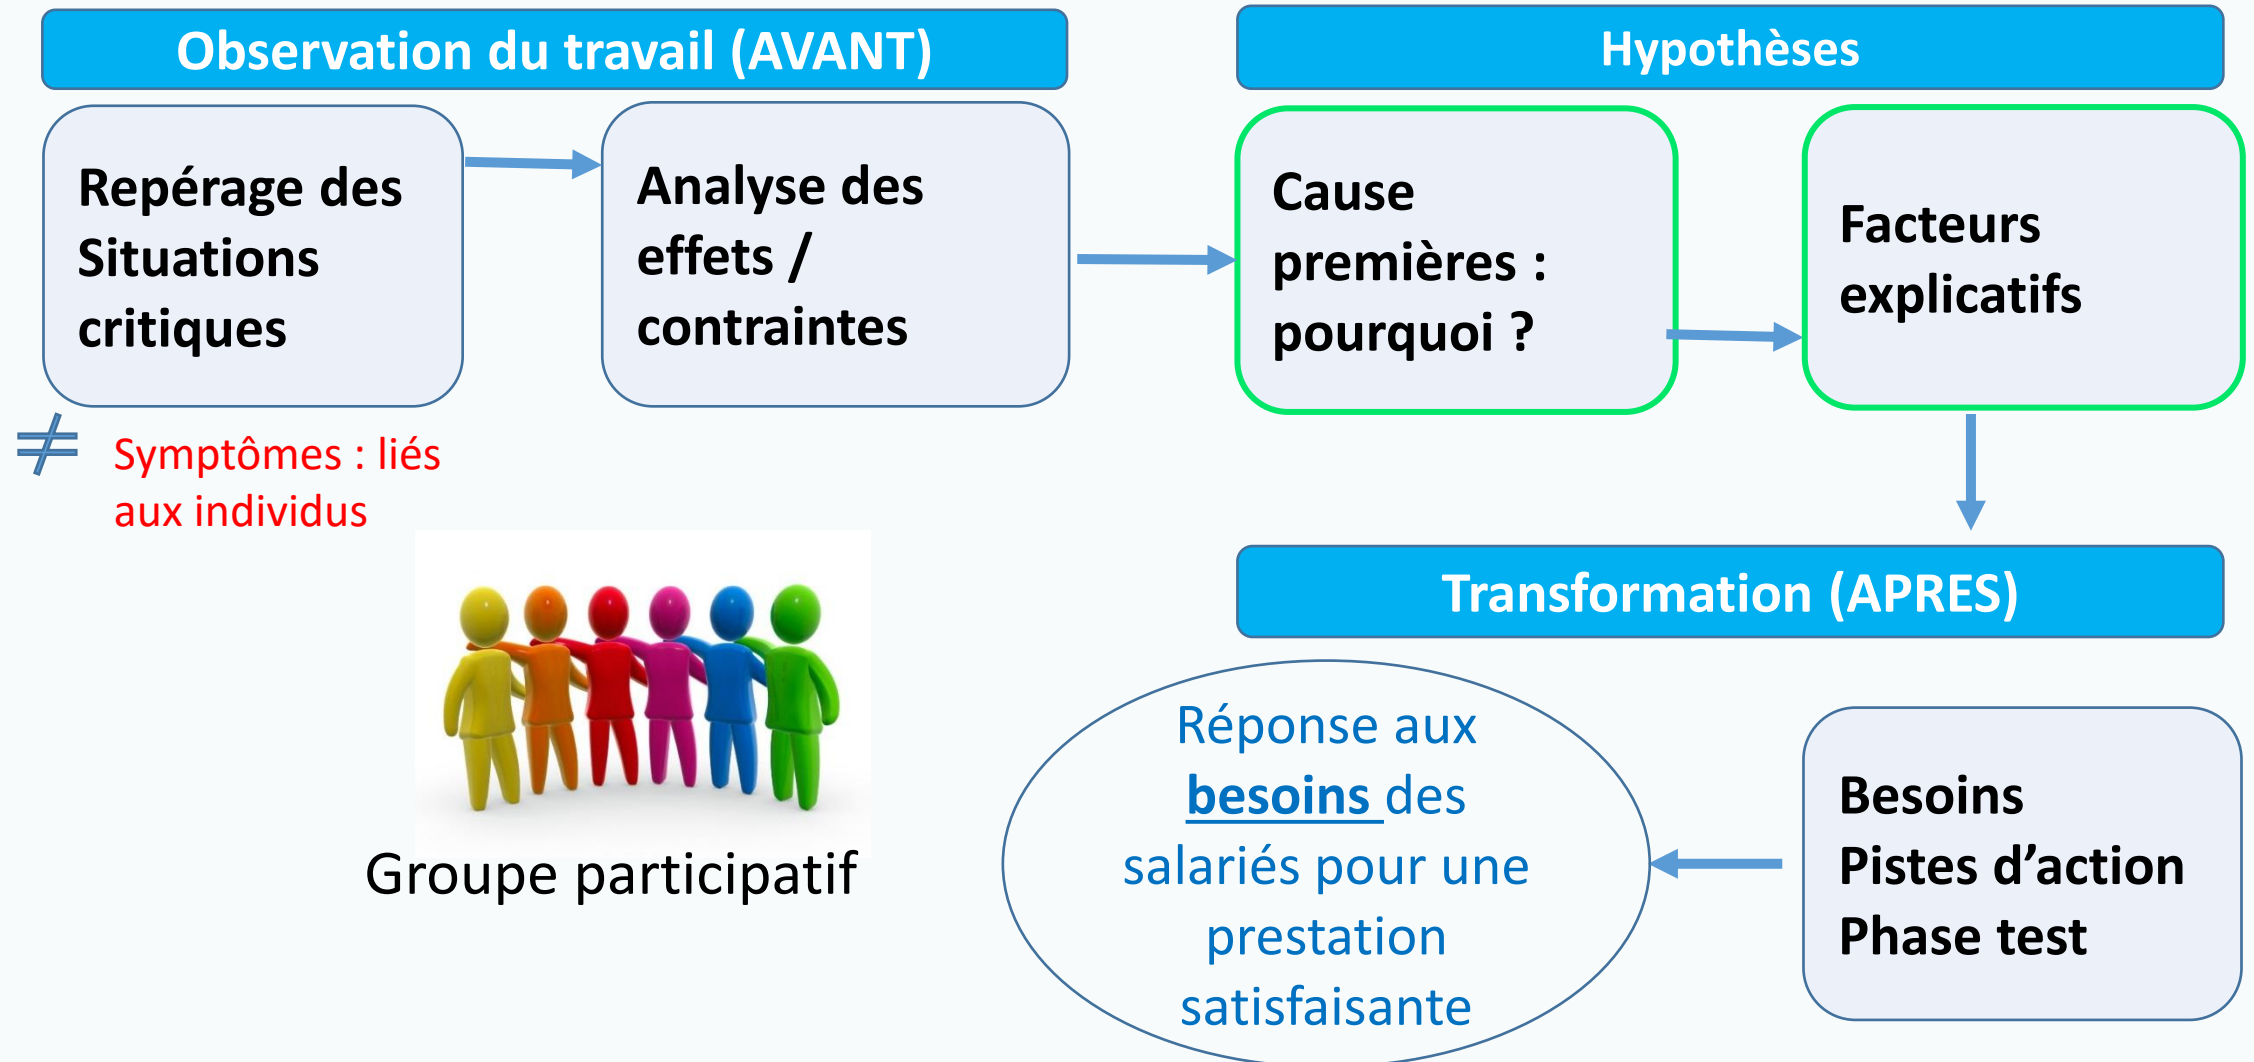 Observation du travail (AVANT)
Hypothèses
Repérage des
Situations
critiques
Analyse des
effets /
contraintes
Cause
premières :
pourquoi ?
Facteurs
explicatifs
≠
Symptômes : liés
aux individus
Groupe participatif
Transformation (APRES)
Besoins
Pistes d’action
Phase test
Réponse aux
besoins des
salariés pour une
prestation
satisfaisante